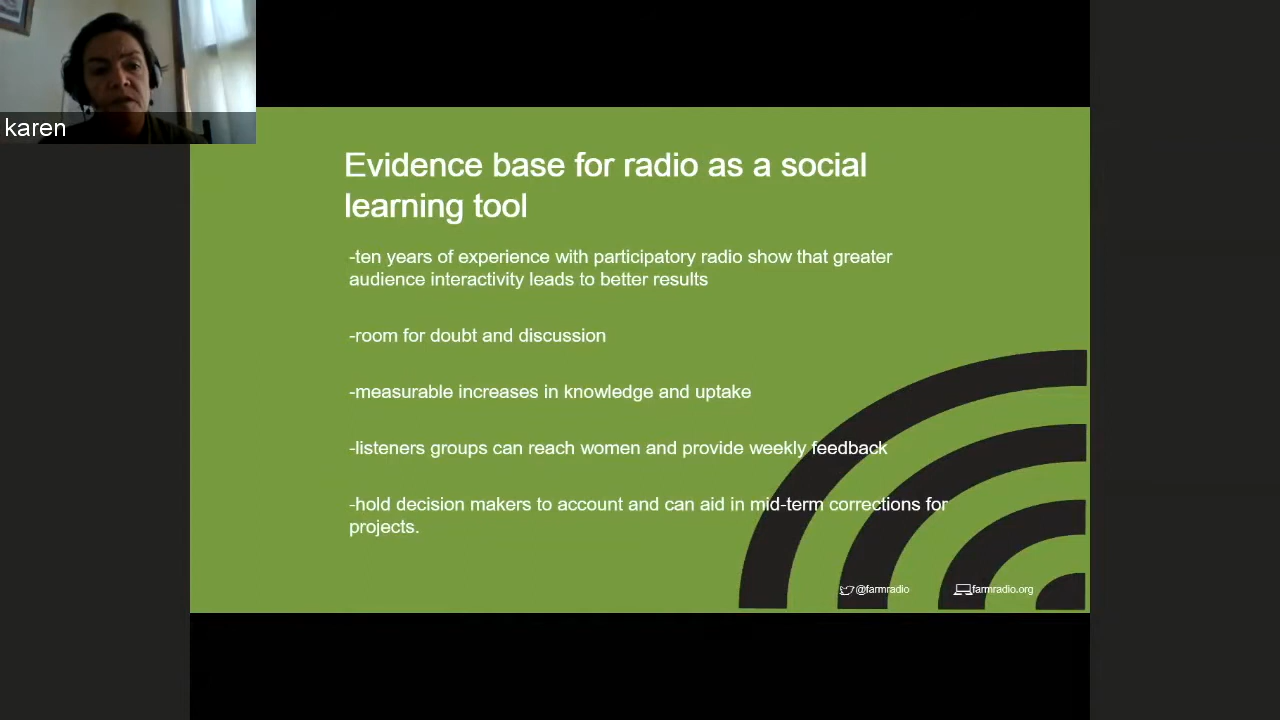 karen
Evidence base for radio as a social
learning tool
-ten years of experience with participatory radio show that greater
audience interactivity leads to better results
-room for doubt and discussion
-measurable increases in knowledge and uptake
-listeners groups can reach women and provide weekly feedback
-hold decision makers to account and can aid in mid-term corrections for
projects.
@farmradio
farmradio.org